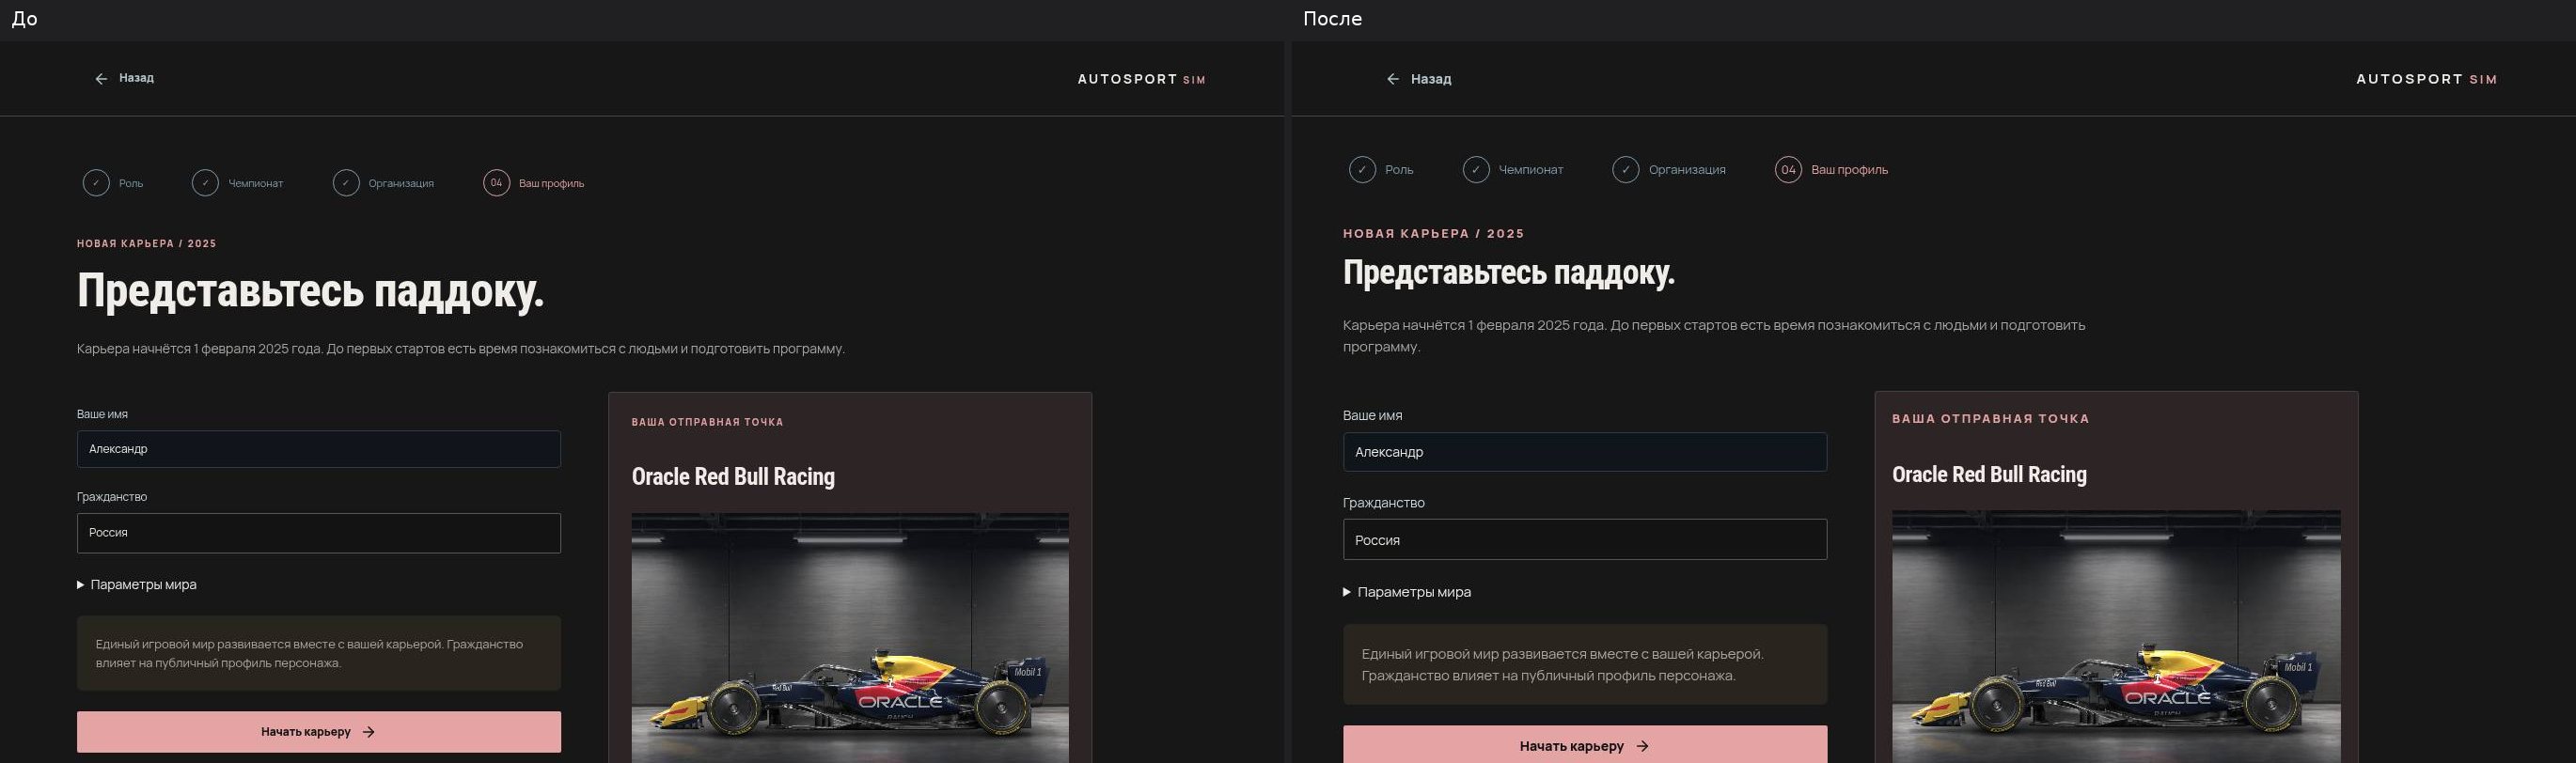 До
← Назад
AUTOSPORT SIM
✓ Роль ✓ Чемпионат ✓ Организация 04 Ваш профиль
НОВАЯ КАРЬЕРА / 2025
Представьтесь паддоку.
Карьера начнётся 1 февраля 2025 года. До первых стартов есть время познакомиться с людьми и подготовить программу.
Ваше имя
Александр
Гражданство
Россия
▶ Параметры мира
Единый игровой мир развивается вместе с вашей карьерой. Гражданство
влияет на публичный профиль персонажа.
Начать карьеру →
ВАША ОТПРАВНАЯ ТОЧКА
Oracle Red Bull Racing
Mobil 1
Red Bull
ORACLE
После
← Назад
AUTOSPORT SIM
✓ Роль ✓ Чемпионат ✓ Организация 04 Ваш профиль
НОВАЯ КАРЬЕРА / 2025
Представьтесь паддоку.
Карьера начнётся 1 февраля 2025 года. До первых стартов есть время познакомиться с людьми и подготовить
программу.
Ваше имя
Александр
Гражданство
Россия
▶ Параметры мира
Единый игровой мир развивается вместе с вашей карьерой.
Гражданство влияет на публичный профиль персонажа.
Начать карьеру →
ВАША ОТПРАВНАЯ ТОЧКА
Oracle Red Bull Racing
Mobil 1
Red Bull
ORACLE